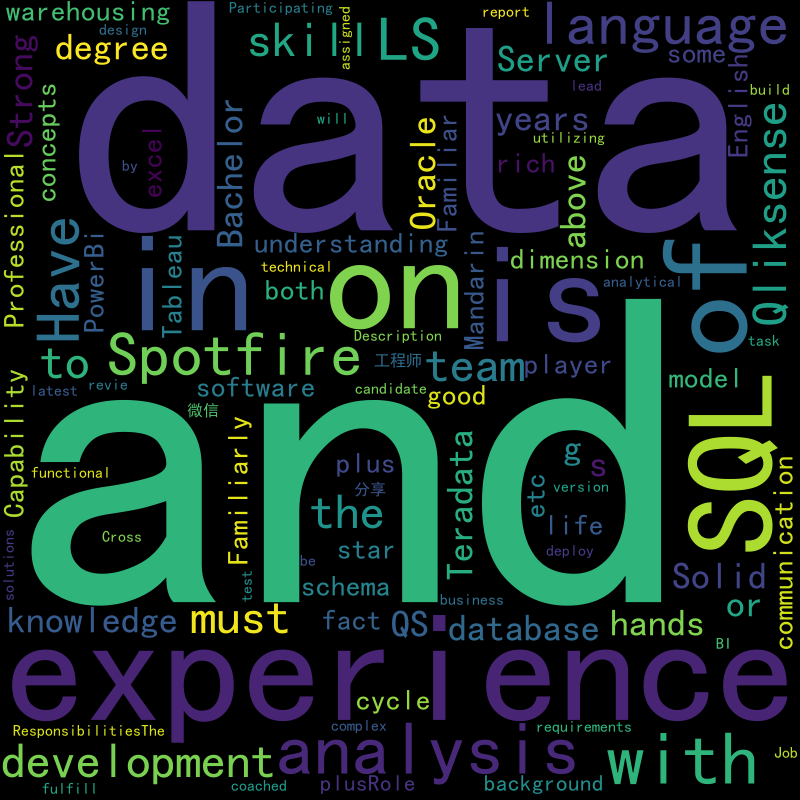 warehousing
design
Participating
assigned
report
language
degree
skill
LS
Server
some
lead
build
Strong
concepts
data
English
years
utilizing
will
excel
by
Bachelor
Oracle
Familiar
rich
above
Qliksense
Professional
Have
PowerBi
in
Tableau
understanding
technical
both
on
Mandarin
is
dimension
analytical
of
task
Description
to
Spotfire
工程师
team
player
model
latest
revie
software
微信
candidate
good
Capability
and
SQL
functional
Familiarly
plus
分享
the
star
Teradata
etc
g
s
version
life
deploy
communication
Cross
solutions
test
be
schema
business
Solid
or
knowledge
must
fact
QS
database
hands
BI
experience
cycle
ResponsibilitiesThe
complex
requirements
development
analysis
with
Job
fulfill
coached
plusRole
background